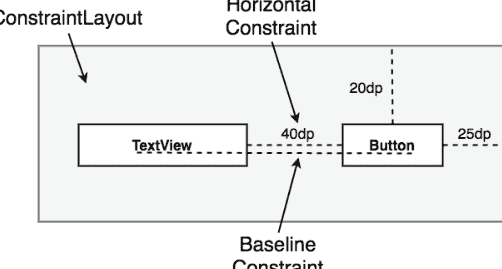 Horizontal
Constraint
ConstraintLayout
20dp
40dp
25dp
TextView
Button
Baseline
Constraint